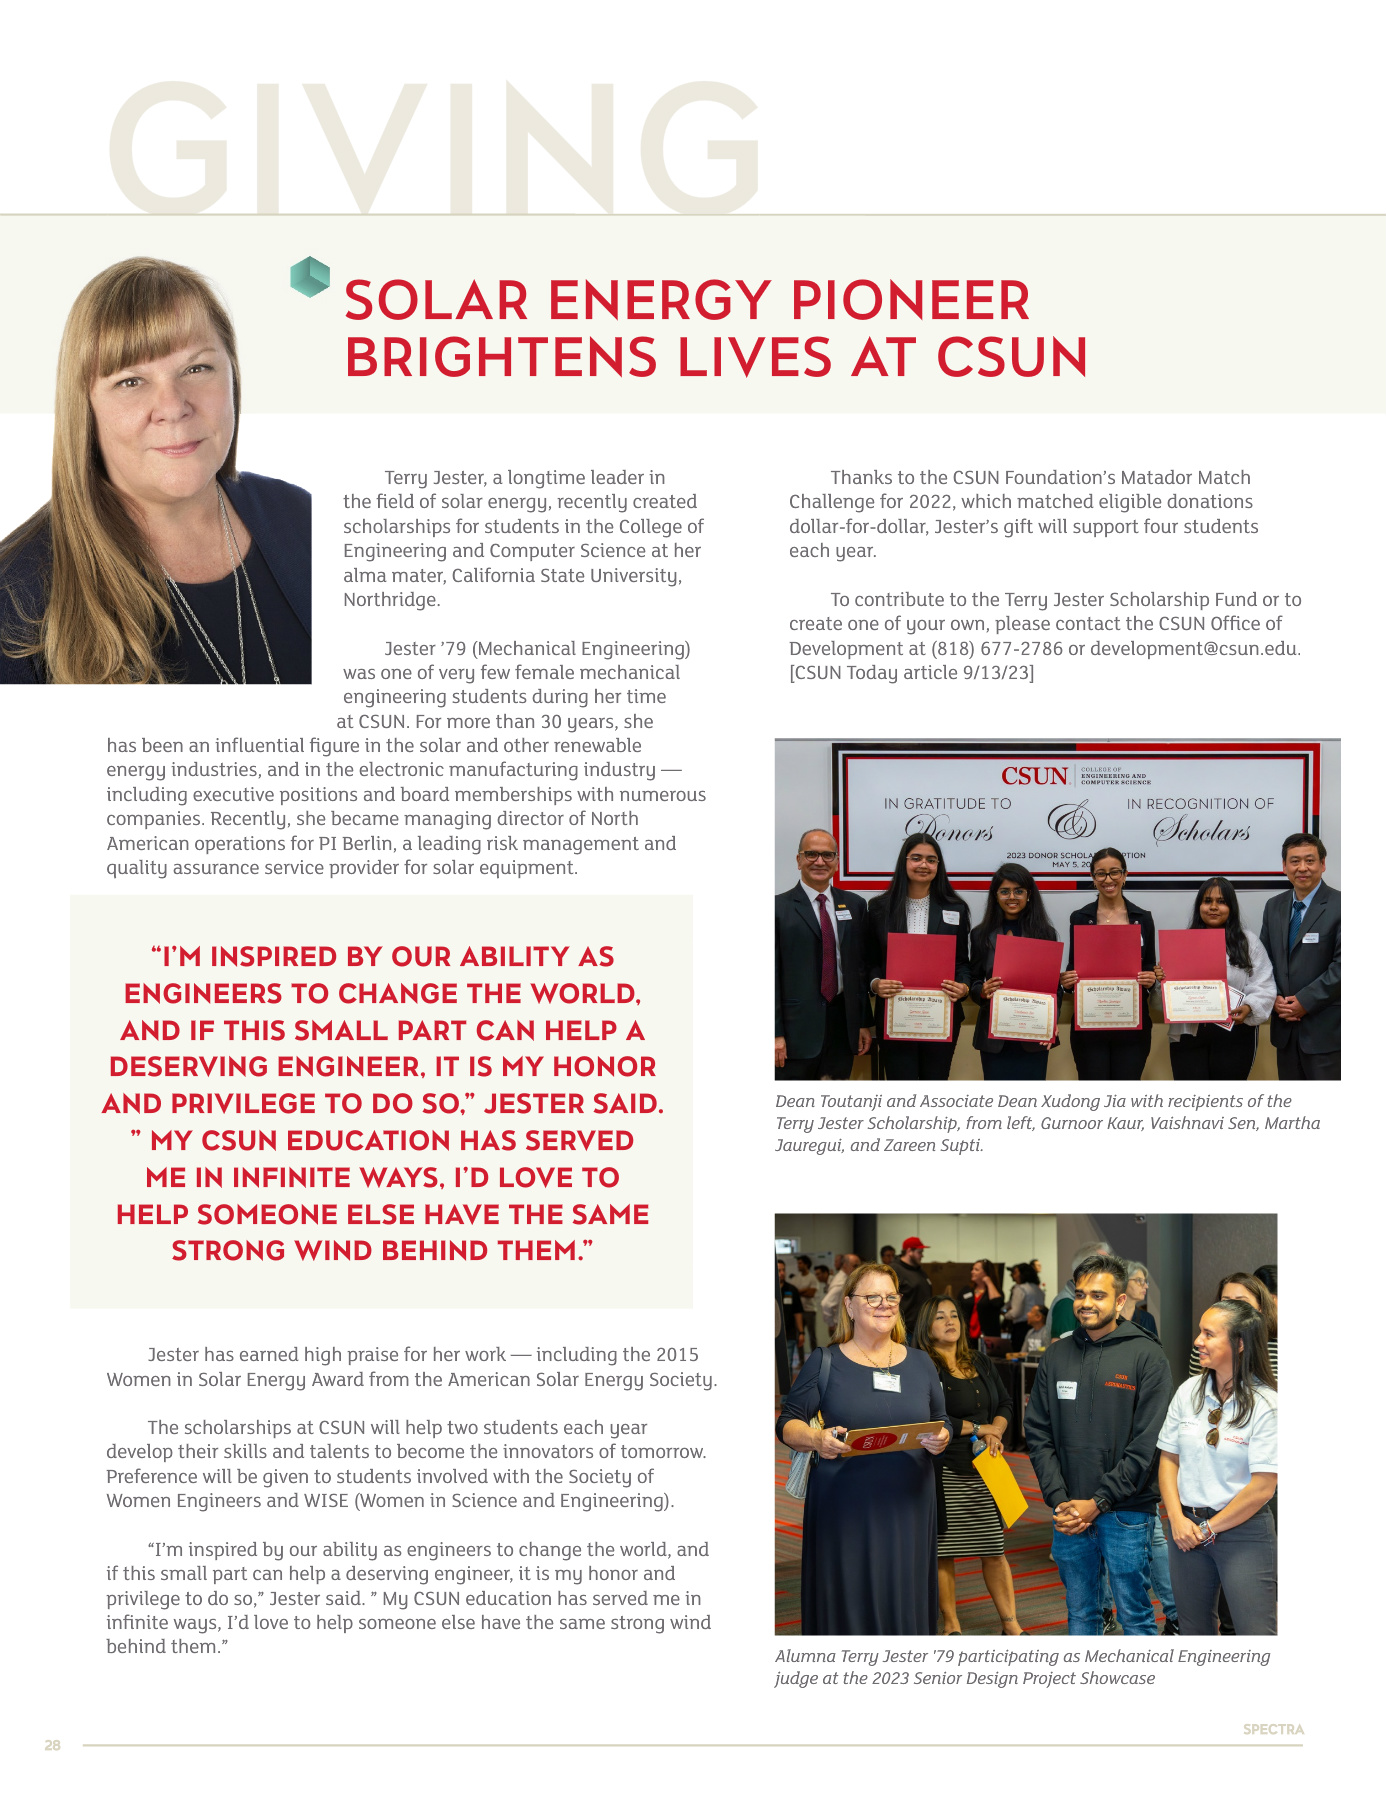 GIVING
SOLAR ENERGY PIONEER
BRIGHTENS LIVES AT CSUN
Terry Jester, a longtime leader in
the field of solar energy, recently created
scholarships for students in the College of
Engineering and Computer Science at her
alma mater, California State University,
Northridge.
Jester ’79 (Mechanical Engineering)
was one of very few female mechanical
engineering students during her time
at CSUN. For more than 30 years, she
has been an influential figure in the solar and other renewable
energy industries, and in the electronic manufacturing industry —
including executive positions and board memberships with numerous
companies. Recently, she became managing director of North
American operations for PI Berlin, a leading risk management and
quality assurance service provider for solar equipment.
“I’M INSPIRED BY OUR ABILITY AS
ENGINEERS TO CHANGE THE WORLD,
AND IF THIS SMALL PART CAN HELP A
DESERVING ENGINEER, IT IS MY HONOR
AND PRIVILEGE TO DO SO,” JESTER SAID.
” MY CSUN EDUCATION HAS SERVED
ME IN INFINITE WAYS, I’D LOVE TO
HELP SOMEONE ELSE HAVE THE SAME
STRONG WIND BEHIND THEM.”
Jester has earned high praise for her work — including the 2015
Women in Solar Energy Award from the American Solar Energy Society.
The scholarships at CSUN will help two students each year
develop their skills and talents to become the innovators of tomorrow.
Preference will be given to students involved with the Society of
Women Engineers and WISE (Women in Science and Engineering).
“I’m inspired by our ability as engineers to change the world, and
if this small part can help a deserving engineer, it is my honor and
privilege to do so,” Jester said. ” My CSUN education has served me in
infinite ways, I’d love to help someone else have the same strong wind
behind them.”
Thanks to the CSUN Foundation’s Matador Match
Challenge for 2022, which matched eligible donations
dollar-for-dollar, Jester’s gift will support four students
each year.
To contribute to the Terry Jester Scholarship Fund or to
create one of your own, please contact the CSUN Office of
Development at (818) 677-2786 or development@csun.edu.
[CSUN Today article 9/13/23]
CSUN
COLLEGE OF
ENGINEERING AND
COMPUTER SCIENCE
IN GRATITUDE TO & IN RECOGNITION OF
Donors Scholars
2023 DONOR
MAY 5,
Scholarship Award
Scholarship Award
Scholarship Award
Scholarship Award
Dean Toutanji and Associate Dean Xudong Jia with recipients of the
Terry Jester Scholarship, from left, Gurnoor Kaur, Vaishnavi Sen, Martha
Jauregui, and Zareen Supti.
Alumna Terry Jester '79 participating as Mechanical Engineering
judge at the 2023 Senior Design Project Showcase
28
SPECTRA